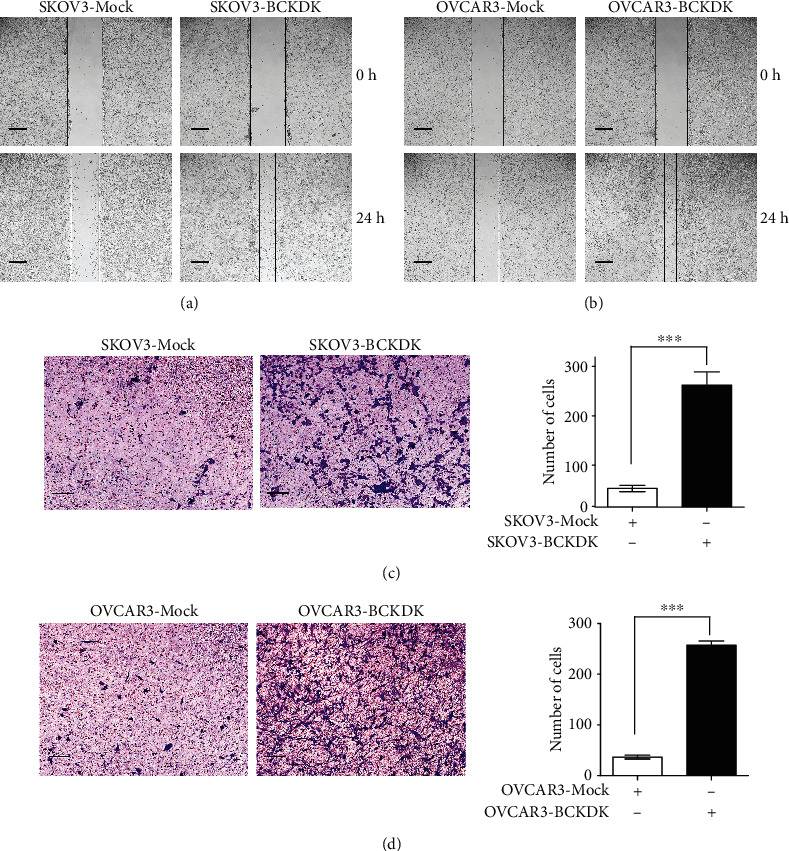 SKOV3-Mock SKOV3-BCKDK
0 h
24 h
(a)
OVCAR3-Mock OVCAR3-BCKDK
0 h
24 h
(b)
SKOV3-Mock SKOV3-BCKDK
***
Number of cells
300
200
100
0
SKOV3-Mock + –
SKOV3-BCKDK – +
(c)
OVCAR3-Mock OVCAR3-BCKDK
***
Number of cells
300
200
100
0
OVCAR3-Mock + –
OVCAR3-BCKDK – +
(d)